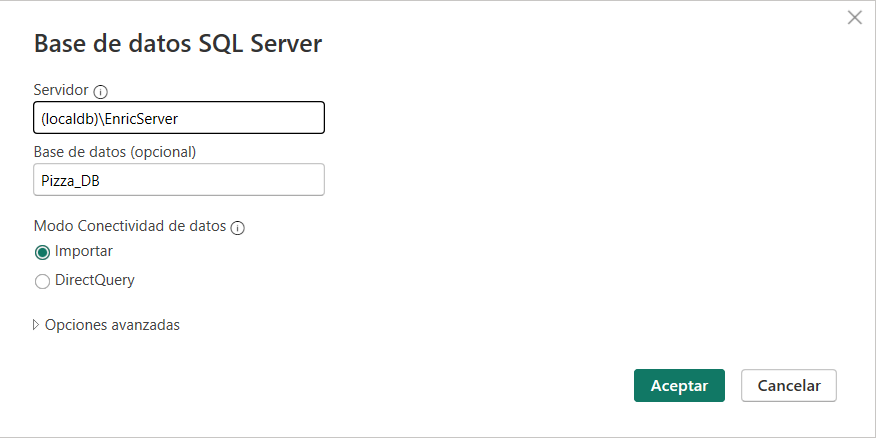 Base de datos SQL Server
Servidor
(localdb)\EnricServer
Base de datos (opcional)
Pizza_DB
Modo Conectividad de datos
Importar
DirectQuery
Opciones avanzadas
Aceptar Cancelar